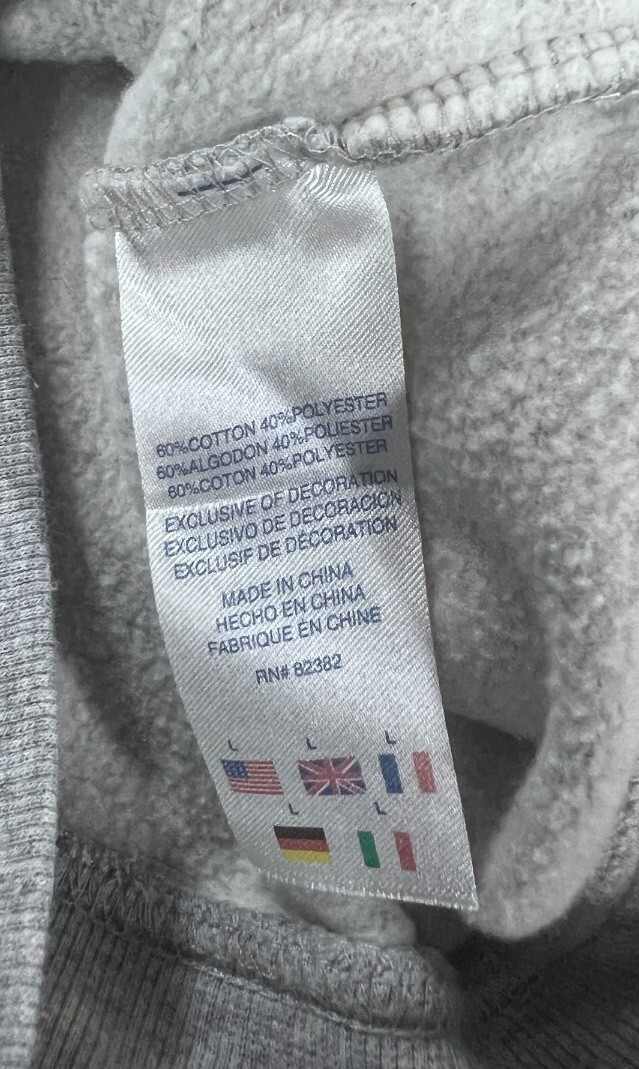 60%COTTON 40%POLYESTER
60%ALGODON 40%POLIESTER
60%COTON 40%POLYESTER
EXCLUSIVE OF DECORATION
EXCLUSIVO DE DECORACIÓN
EXCLUSIF DE DÉCORATION
MADE IN CHINA
HECHO EN CHINA
FABRIQUE EN CHINE
RN# 82382
L L L
L L